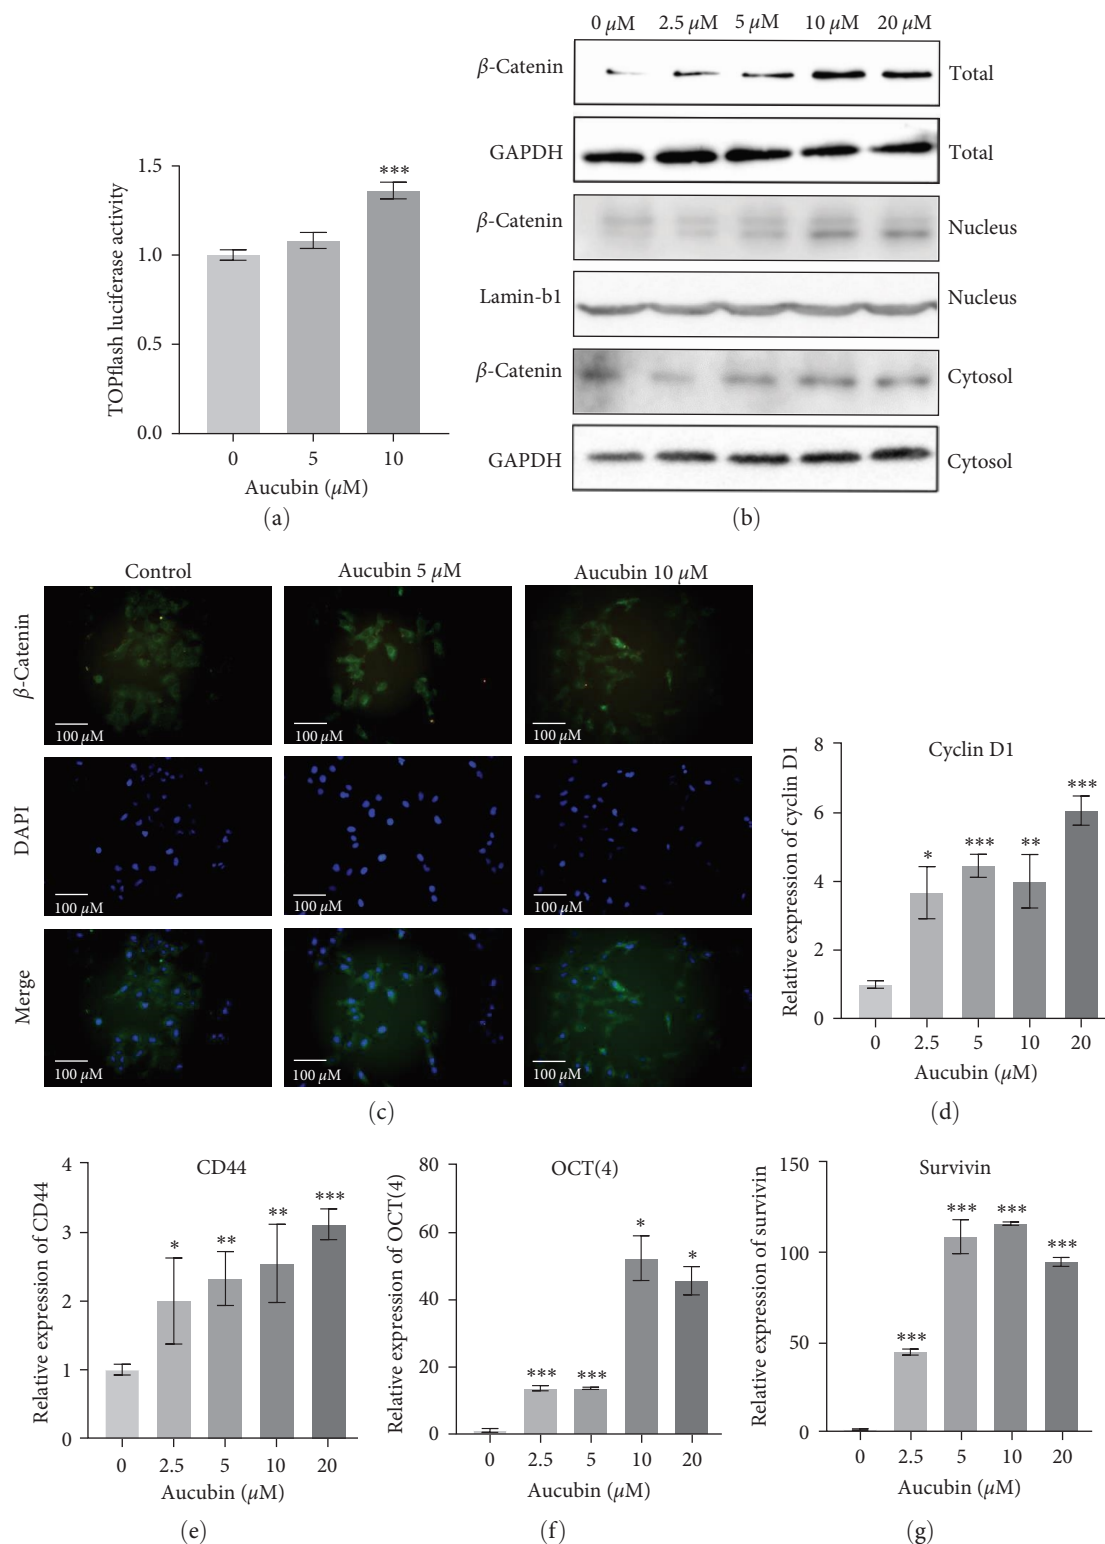 0 μM 2.5 μM 5 μM 10 μM 20 μM
β-Catenin Total
GAPDH Total
β-Catenin Nucleus
Lamin-b1 Nucleus
β-Catenin Cytosol
GAPDH Cytosol
(b)
TOPflash luciferase activity
1.5
1.0
0.5
0.0
***
0 5 10
Aucubin (μM)
(a)
Control Aucubin 5 μM Aucubin 10 μM
β-Catenin
100 μM 100 μM 100 μM
DAPI
100 μM 100 μM 100 μM
Merge
100 μM 100 μM 100 μM
(c)
Cyclin D1
Relative expression of cyclin D1
8
6
4
2
0
* *** ** ***
0 2.5 5 10 20
Aucubin (μM)
(d)
CD44
Relative expression of CD44
4
3
2
1
0
* ** ** ***
0 2.5 5 10 20
Aucubin (μM)
(e)
OCT(4)
Relative expression of OCT(4)
80
60
40
20
0
*** *** * *
0 2.5 5 10 20
Aucubin (μM)
(f)
Survivin
Relative expression of survivin
150
100
50
0
*** *** *** ***
0 2.5 5 10 20
Aucubin (μM)
(g)